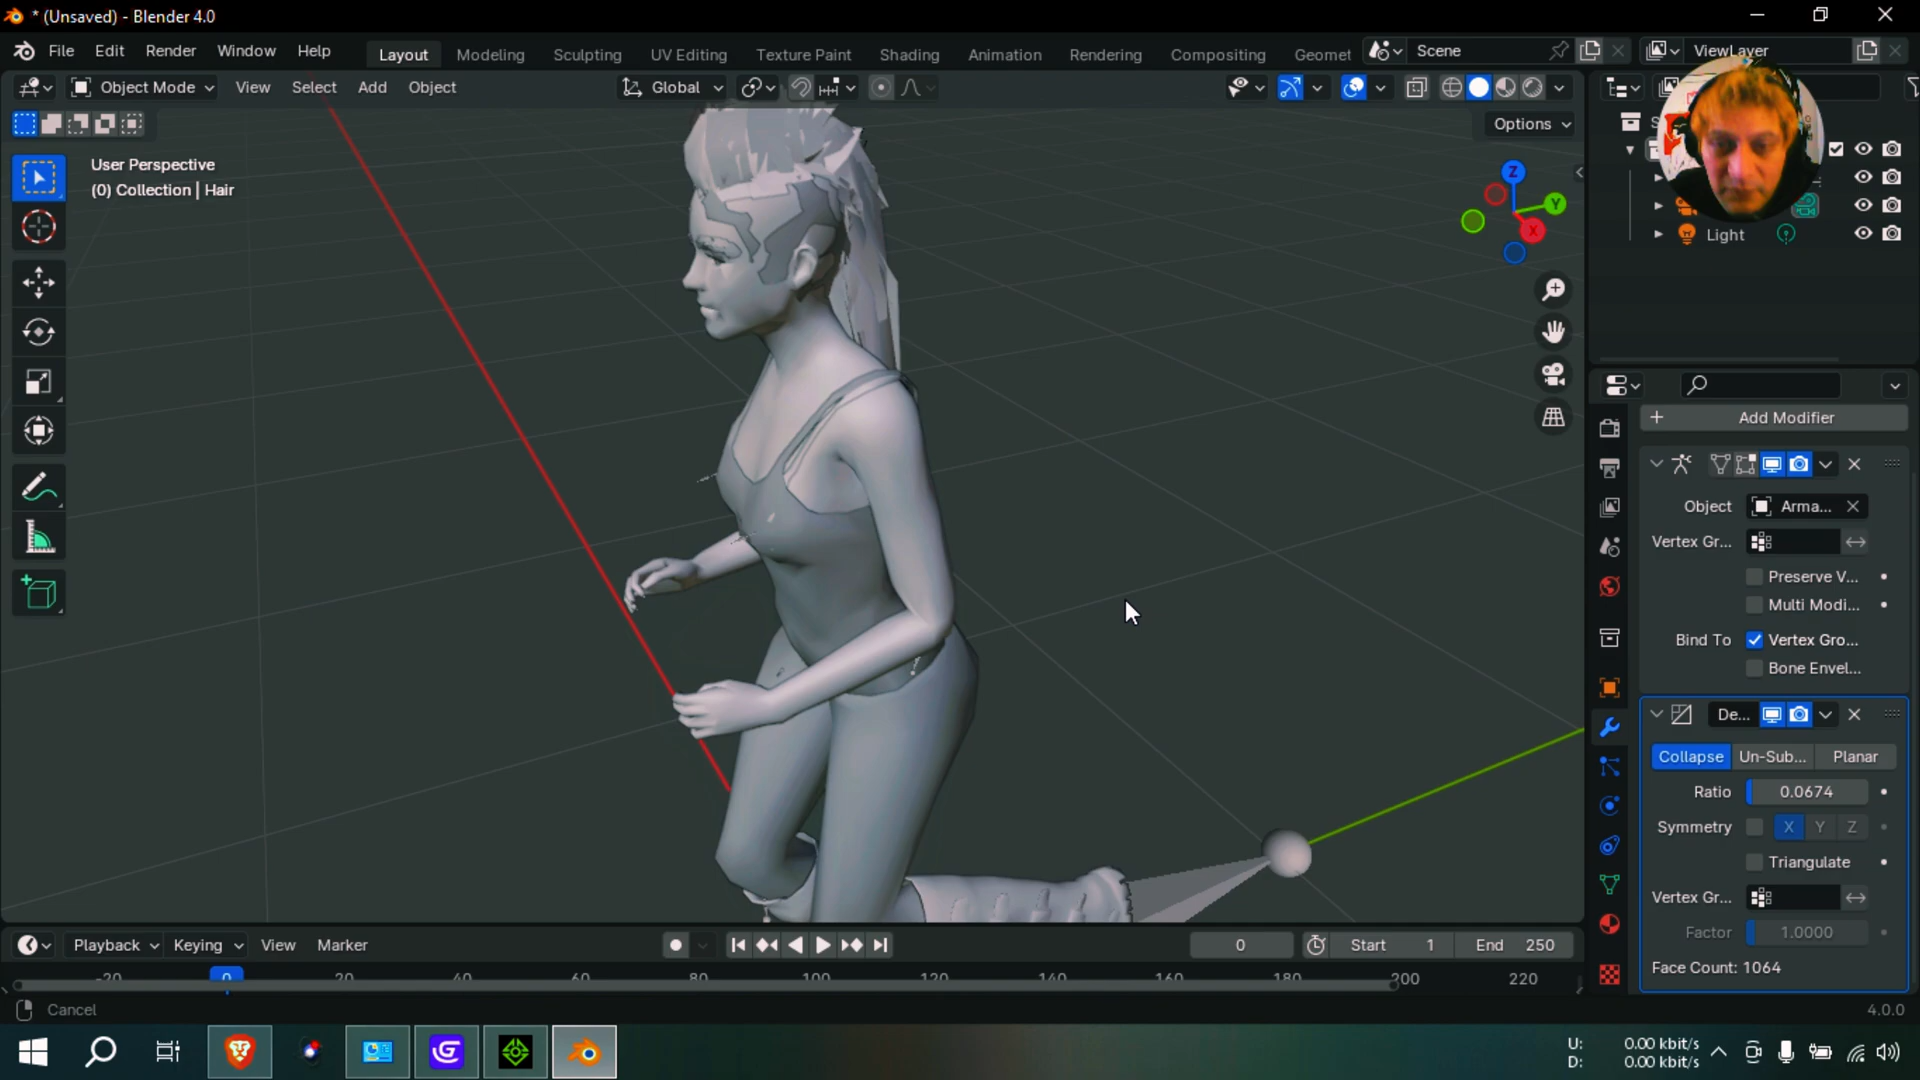 * (Unsaved) - Blender 4.0
File Edit Render Window Help Layout Modeling Sculpting UV Editing Texture Paint Shading Animation Rendering Compositing Geomet Scene ViewLayer
Object Mode View Select Add Object Global
Options
User Perspective
(0) Collection | Hair
Z
Y
X
Light
Add Modifier
Object Arma...
Vertex Gr...
Preserve V...
Multi Modi...
Bind To Vertex Gro...
Bone Envel...
De...
Collapse Un-Sub... Planar
Ratio 0.0674
Symmetry X Y Z
Triangulate
Vertex Gr...
Factor 1.0000
Face Count: 1064
Playback Keying View Marker 0 Start 1 End 250
-20 0 20 40 60 80 100 120 140 160 180 200 220
Cancel 4.0.0
U: 0.00 kbit/s
D: 0.00 kbit/s